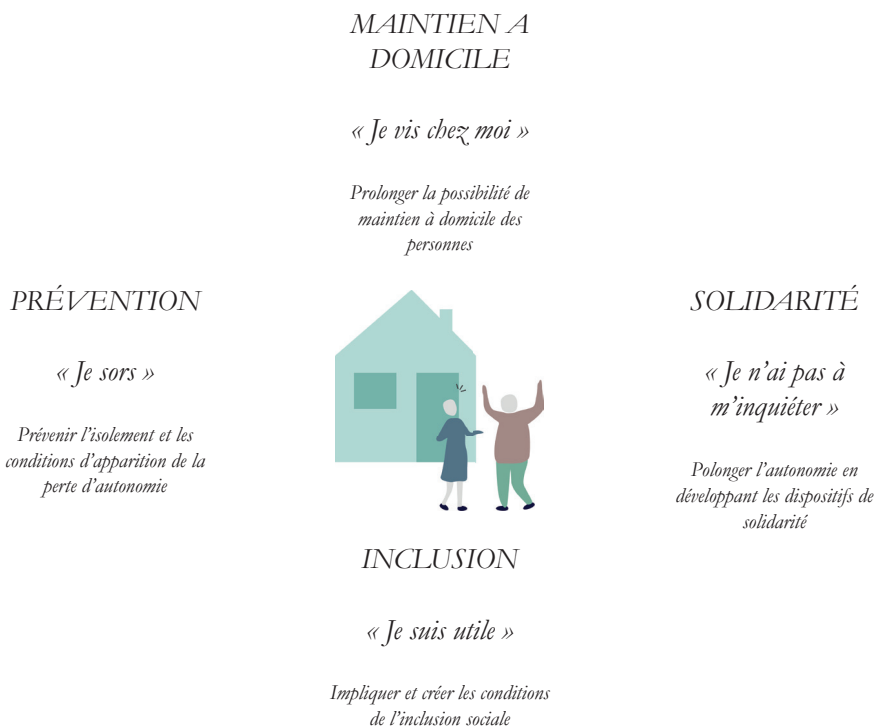 MAINTIEN A
DOMICILE
« Je vis chez moi »
Prolonger la possibilité de
maintien à domicile des
personnes
PRÉVENTION
« Je sors »
Prévenir l’isolement et les
conditions d’apparition de la
perte d’autonomie
SOLIDARITÉ
« Je n’ai pas à
m’inquiéter »
Polonger l’autonomie en
développant les dispositifs de
solidarité
INCLUSION
« Je suis utile »
Impliquer et créer les conditions
de l’inclusion sociale